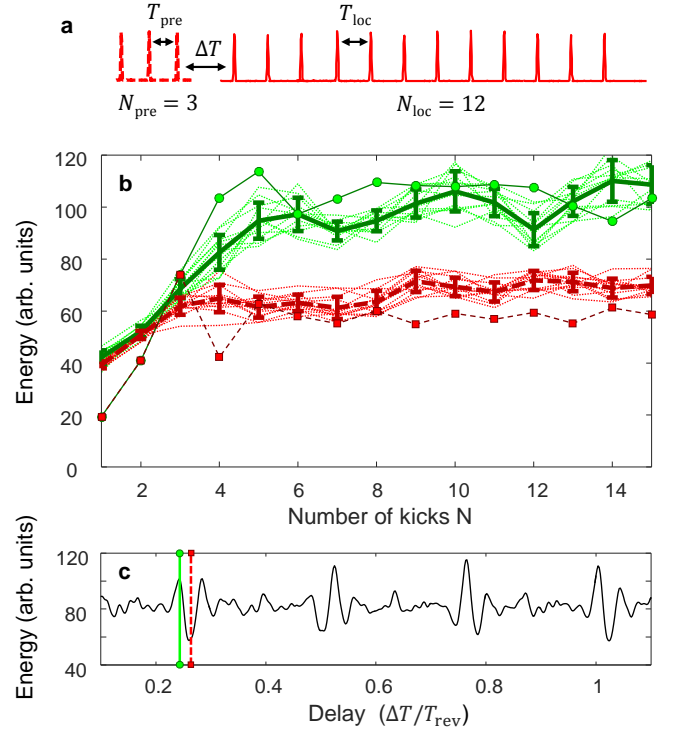 a
T_pre
T_loc
ΔT
N_pre = 3
N_loc = 12
b
120
100
80
60
40
20
0
Energy (arb. units)
2 4 6 8 10 12 14
Number of kicks N
c
120
80
40
Energy (arb. units)
0.2 0.4 0.6 0.8 1
Delay (ΔT/T_rev)